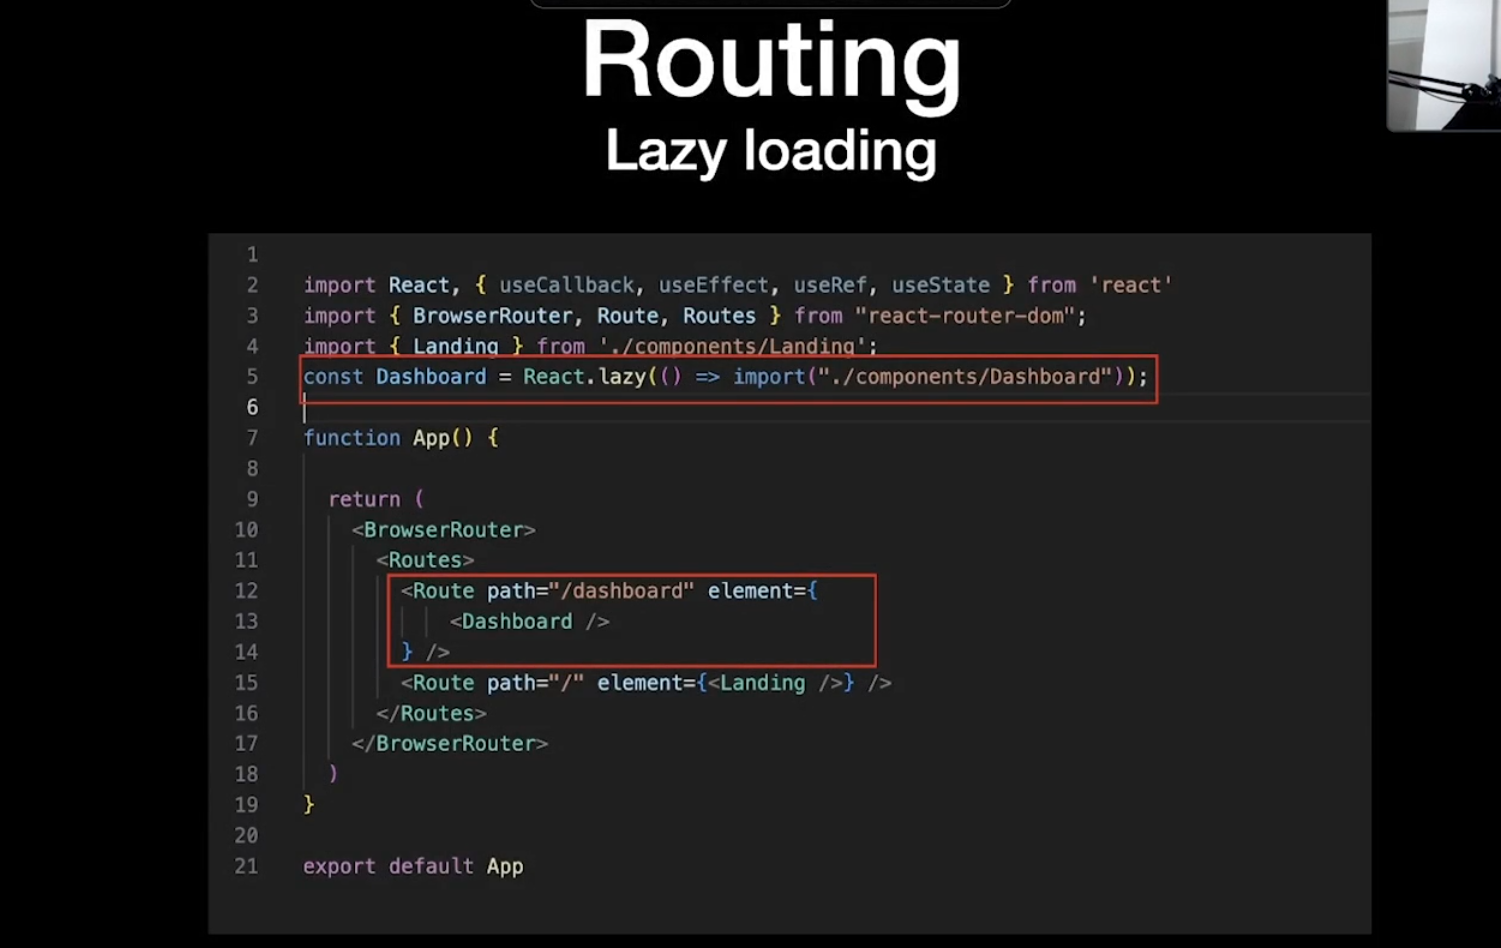 Routing
Lazy loading
1
2 import React, { useCallback, useEffect, useRef, useState } from 'react'
3 import { BrowserRouter, Route, Routes } from "react-router-dom";
4 import { Landing } from './components/Landing';
5 const Dashboard = React.lazy(() => import("./components/Dashboard"));
6
7 function App() {
8
9 return (
10 <BrowserRouter>
11 <Routes>
12 <Route path="/dashboard" element={
13 <Dashboard />
14 } />
15 <Route path="/" element={<Landing />} />
16 </Routes>
17 </BrowserRouter>
18 )
19 }
20
21 export default App